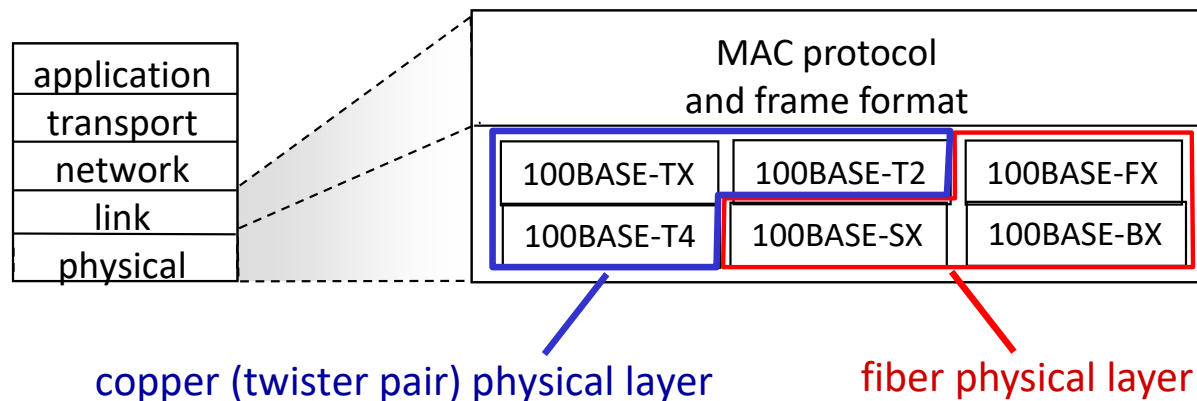 application
transport
network
link
physical
MAC protocol
and frame format
100BASE-TX
100BASE-T2
100BASE-FX
100BASE-T4
100BASE-SX
100BASE-BX
copper (twister pair) physical layer
fiber physical layer